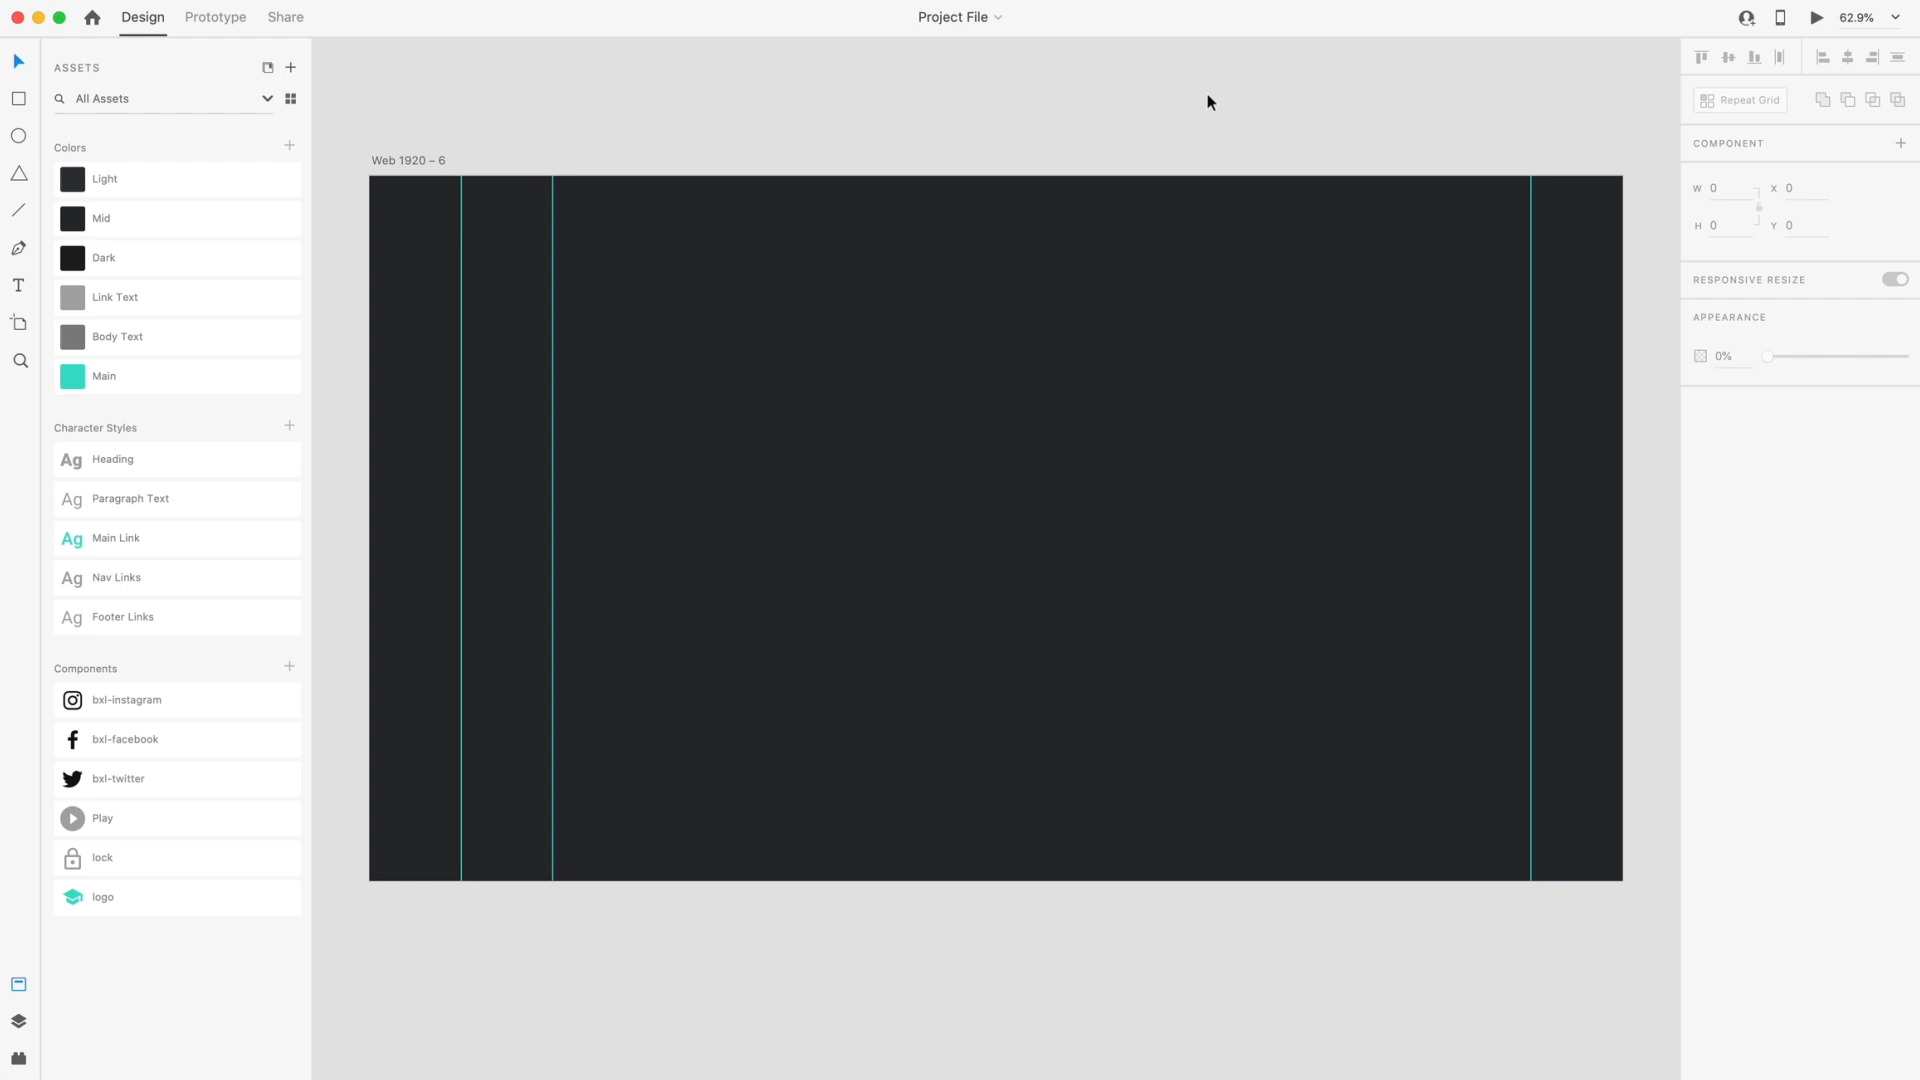 Design
Prototype
Share
Project File
62.9%
ASSETS
All Assets
Colors
Light
Mid
Dark
Link Text
Body Text
Main
Character Styles
Ag Heading
Ag Paragraph Text
Ag Main Link
Ag Nav Links
Ag Footer Links
Components
bxl-instagram
bxl-facebook
bxl-twitter
Play
lock
logo
Web 1920 – 6
Repeat Grid
COMPONENT
W 0 X 0
H 0 Y 0
RESPONSIVE RESIZE
APPEARANCE
0%